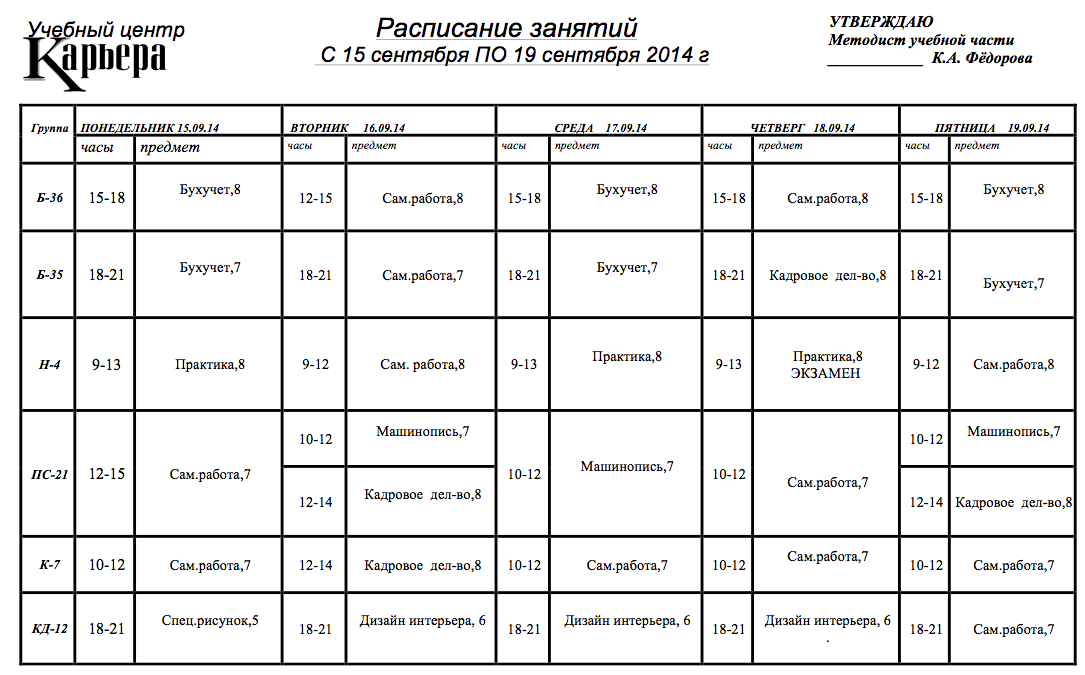 Учебный центр
Карьера
Расписание занятий
С 15 сентября ПО 19 сентября 2014 г
УТВЕРЖДАЮ
Методист учебной части
____________ К.А. Фёдорова
Группа ПОНЕДЕЛЬНИК 15.09.14 ВТОРНИК 16.09.14 СРЕДА 17.09.14 ЧЕТВЕРГ 18.09.14 ПЯТНИЦА 19.09.14
часы предмет часы предмет часы предмет часы предмет часы предмет
Б-36 15-18 Бухучет,8 12-15 Сам.работа,8 15-18 Бухучет,8 15-18 Сам.работа,8 15-18 Бухучет,8
Б-35 18-21 Бухучет,7 18-21 Сам.работа,7 18-21 Бухучет,7 18-21 Кадровое дел-во,8 18-21 Бухучет,7
Н-4 9-13 Практика,8 9-12 Сам. работа,8 9-13 Практика,8 9-13 Практика,8 9-12 Сам.работа,8
ЭКЗАМЕН
ПС-21 12-15 Сам.работа,7 10-12 Машинопись,7 10-12 Машинопись,7 10-12 Сам.работа,7 10-12 Машинопись,7
12-14 Кадровое дел-во,8 12-14 Кадровое дел-во,8
К-7 10-12 Сам.работа,7 12-14 Кадровое дел-во,8 10-12 Сам.работа,7 10-12 Сам.работа,7 10-12 Сам.работа,7
КД-12 18-21 Спец.рисунок,5 18-21 Дизайн интерьера, 6 18-21 Дизайн интерьера, 6 18-21 Дизайн интерьера, 6 18-21 Сам.работа,7
.